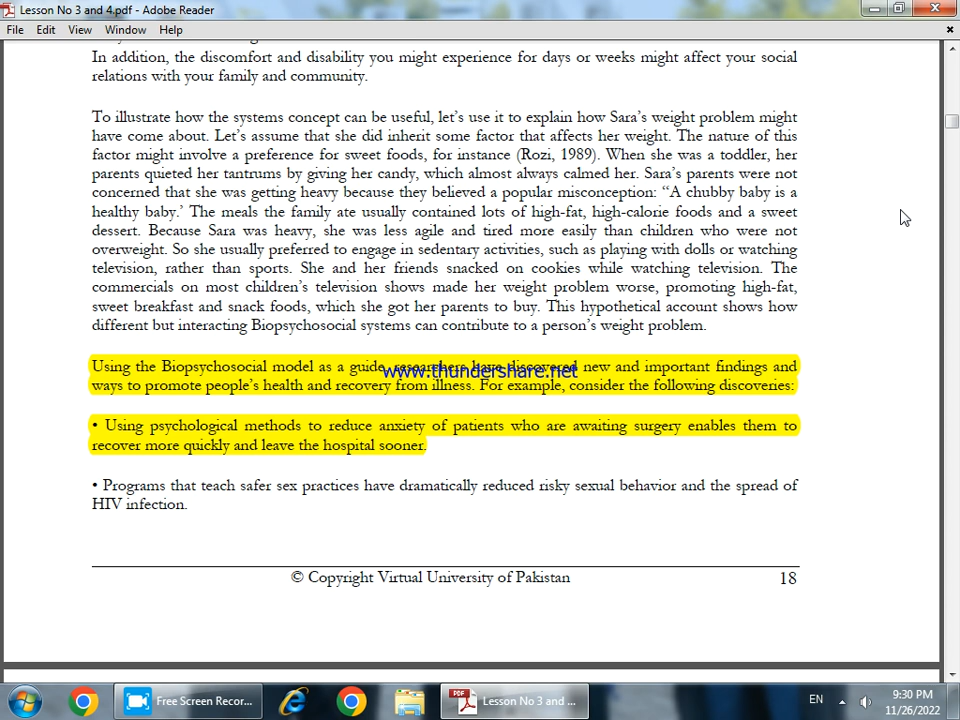 Lesson No 3 and 4.pdf - Adobe Reader
File Edit View Window Help
In addition, the discomfort and disability you might experience for days or weeks might affect your social
relations with your family and community.
To illustrate how the systems concept can be useful, let's use it to explain how Sara's weight problem might
have come about. Let's assume that she did inherit some factor that affects her weight. The nature of this
factor might involve a preference for sweet foods, for instance (Rozi, 1989). When she was a toddler, her
parents quieted her tantrums by giving her candy, which almost always calmed her. Sara's parents were not
concerned that she was getting heavy because they believed a popular misconception: “A chubby baby is a
healthy baby.’ The meals the family ate usually contained lots of high-fat, high-calorie foods and a sweet
dessert. Because Sara was heavy, she was less agile and tired more easily than children who were not
overweight. So she usually preferred to engage in sedentary activities, such as playing with dolls or watching
television, rather than sports. She and her friends snacked on cookies while watching television. The
commercials on most children's television shows made her weight problem worse, promoting high-fat,
sweet breakfast and snack foods, which she got her parents to buy. This hypothetical account shows how
different but interacting Biopsychosocial systems can contribute to a person's weight problem.
Using the Biopsychosocial model as a guide, researchers have discovered new and important findings and
www.thundershare.net
ways to promote people's health and recovery from illness. For example, consider the following discoveries:
• Using psychological methods to reduce anxiety of patients who are awaiting surgery enables them to
recover more quickly and leave the hospital sooner.
• Programs that teach safer sex practices have dramatically reduced risky sexual behavior and the spread of
HIV infection.
© Copyright Virtual University of Pakistan 18
Free Screen Recor...
Lesson No 3 and ...
EN
9:30 PM
11/26/2022